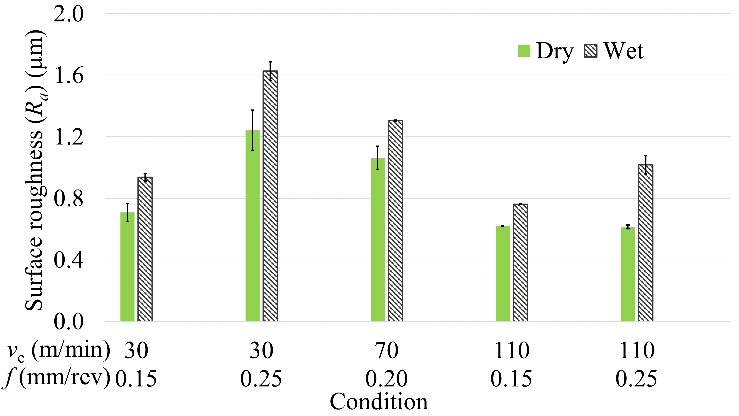 2.0
1.6
1.2
0.8
0.4
0.0
Surface roughness (Ra) (μm)
Dry Wet
vc (m/min) 30 30 70 110 110
f (mm/rev) 0.15 0.25 0.20 0.15 0.25
Condition